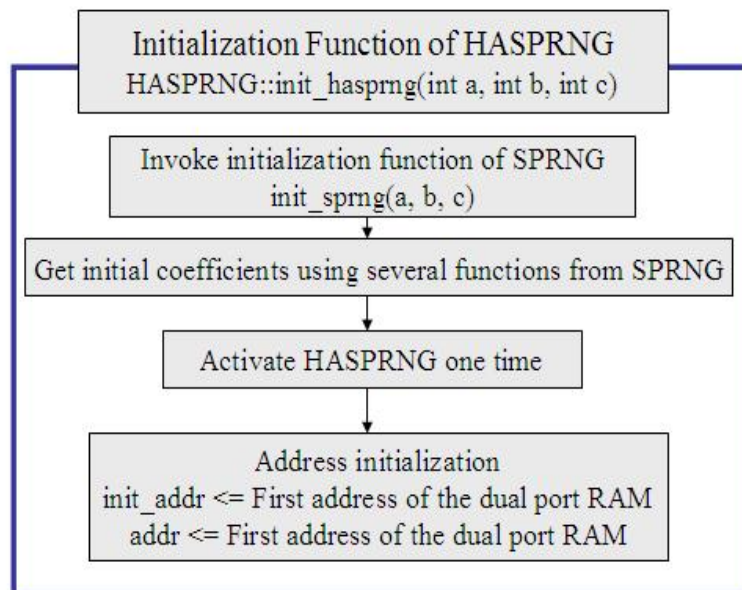 Initialization Function of HASPRNG
HASPRNG::init_hasprng(int a, int b, int c)
Invoke initialization function of SPRNG
init_sprng(a, b, c)
Get initial coefficients using several functions from SPRNG
Activate HASPRNG one time
Address initialization
init_addr <= First address of the dual port RAM
addr <= First address of the dual port RAM